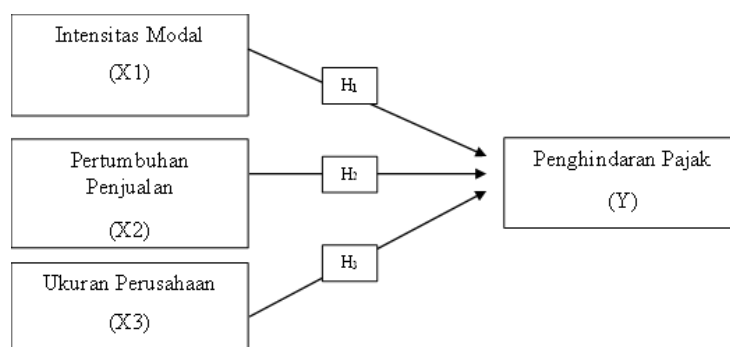 Intensitas Modal
(X1)
H₁
Pertumbuhan
Penjualan
(X2)
H₂
Penghindaran Pajak
(Y)
Ukuran Perusahaan
(X3)
H₃